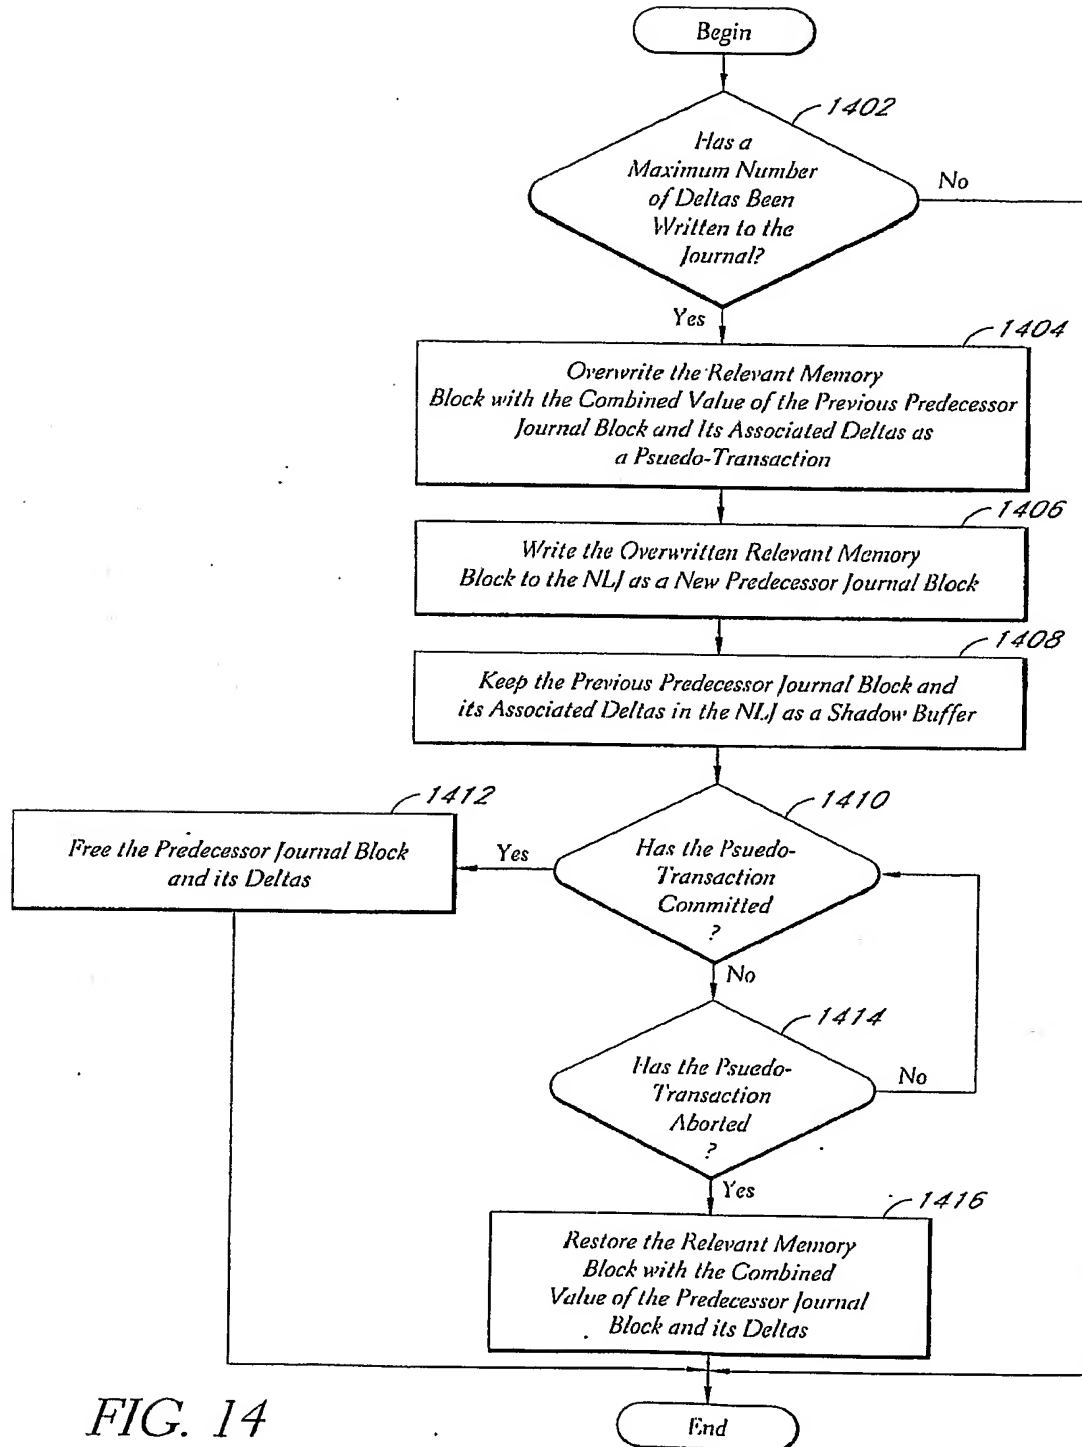 Begin
1402
Has a
Maximum Number
of Deltas Been
Written to the
Journal?
No
Yes
1404
Overwrite the Relevant Memory
Block with the Combined Value of the Previous Predecessor
Journal Block and Its Associated Deltas as
a Psuedo-Transaction
1406
Write the Overwritten Relevant Memory
Block to the NLJ as a New Predecessor Journal Block
1408
Keep the Previous Predecessor Journal Block and
its Associated Deltas in the NLJ as a Shadow Buffer
1412
Free the Predecessor Journal Block
and its Deltas
Yes
1410
Has the Psuedo-
Transaction
Committed
?
No
1414
Has the Psuedo-
Transaction
Aborted
?
No
Yes
1416
Restore the Relevant Memory
Block with the Combined
Value of the Predecessor Journal
Block and its Deltas
End
FIG. 14